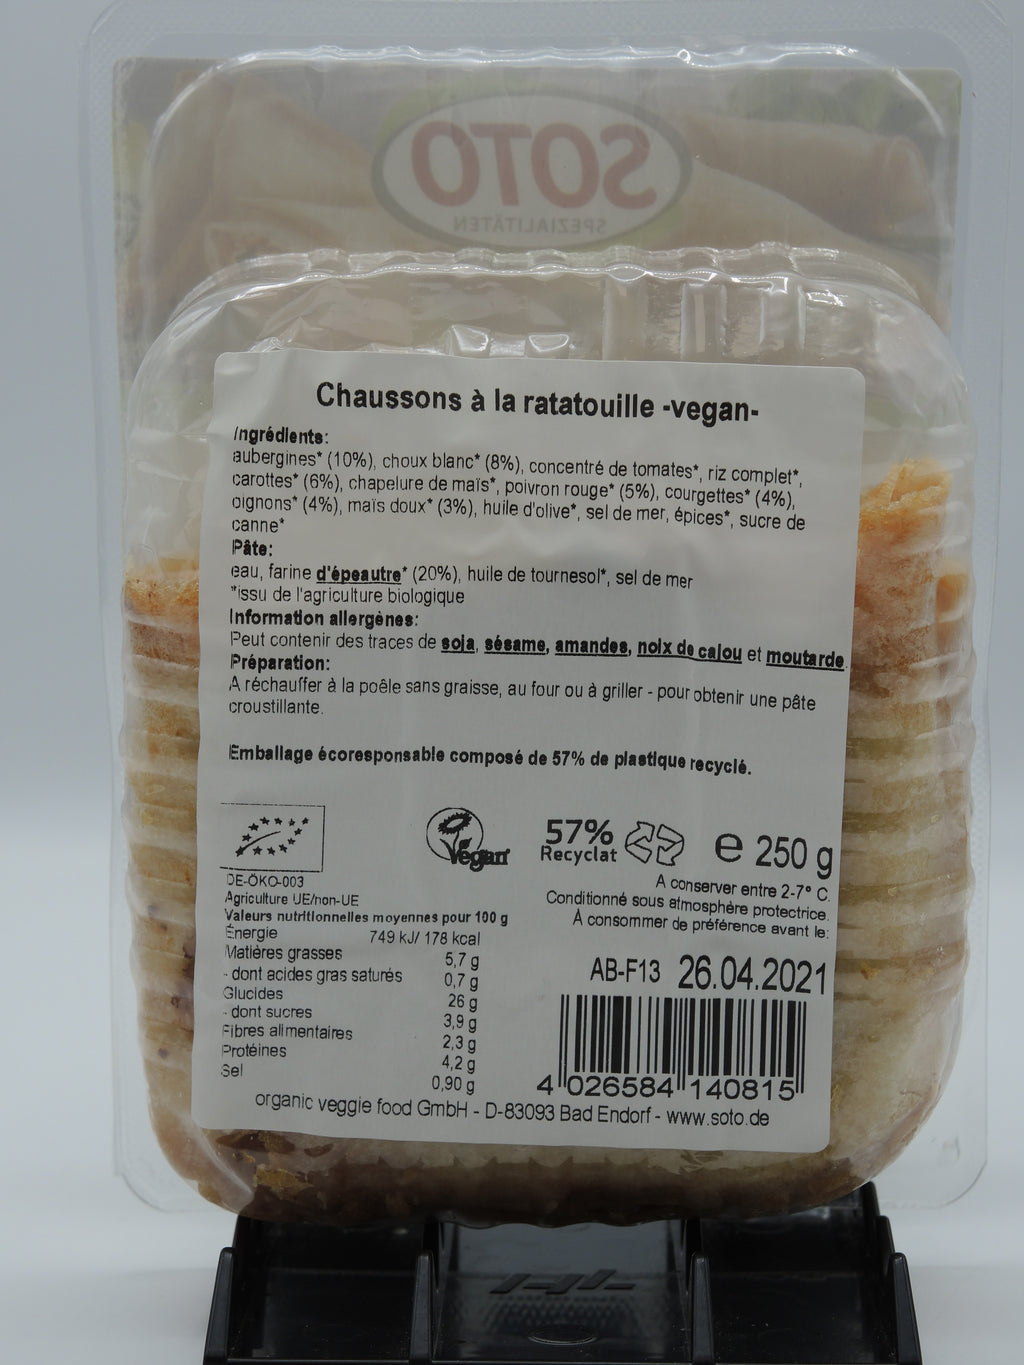 SOTO
SPEZIALITÄTEN
Chaussons à la ratatouille -vegan-
Ingrédients:
aubergines* (10%), choux blanc* (8%), concentré de tomates*, riz complet*,
carottes* (6%), chapelure de maïs*, poivron rouge* (5%), courgettes* (4%),
oignons* (4%), maïs doux* (3%), huile d'olive*, sel de mer, épices*, sucre de
canne*
Pâte:
eau, farine d'épeautre* (20%), huile de tournesol*, sel de mer
*issu de l'agriculture biologique
Information allergènes:
Peut contenir des traces de soja, sésame, amandes, noix de cajou et moutarde.
Préparation:
A réchauffer à la poêle sans graisse, au four ou à griller - pour obtenir une pâte
croustillante.
Emballage écoresponsable composé de 57% de plastique recyclé.
Vegan
57%
Recyclat
e 250 g
DE-ÖKO-003
Agriculture UE/non-UE
A conserver entre 2-7° C.
Conditionné sous atmosphère protectrice.
À consommer de préférence avant le:
AB-F13 26.04.2021
Valeurs nutritionnelles moyennes pour 100 g
Énergie 749 kJ/ 178 kcal
Matières grasses 5,7 g
- dont acides gras saturés 0,7 g
Glucides 26 g
- dont sucres 3,9 g
Fibres alimentaires 2,3 g
Protéines 4,2 g
Sel 0,90 g
4 026584 140815
organic veggie food GmbH - D-83093 Bad Endorf - www.soto.de